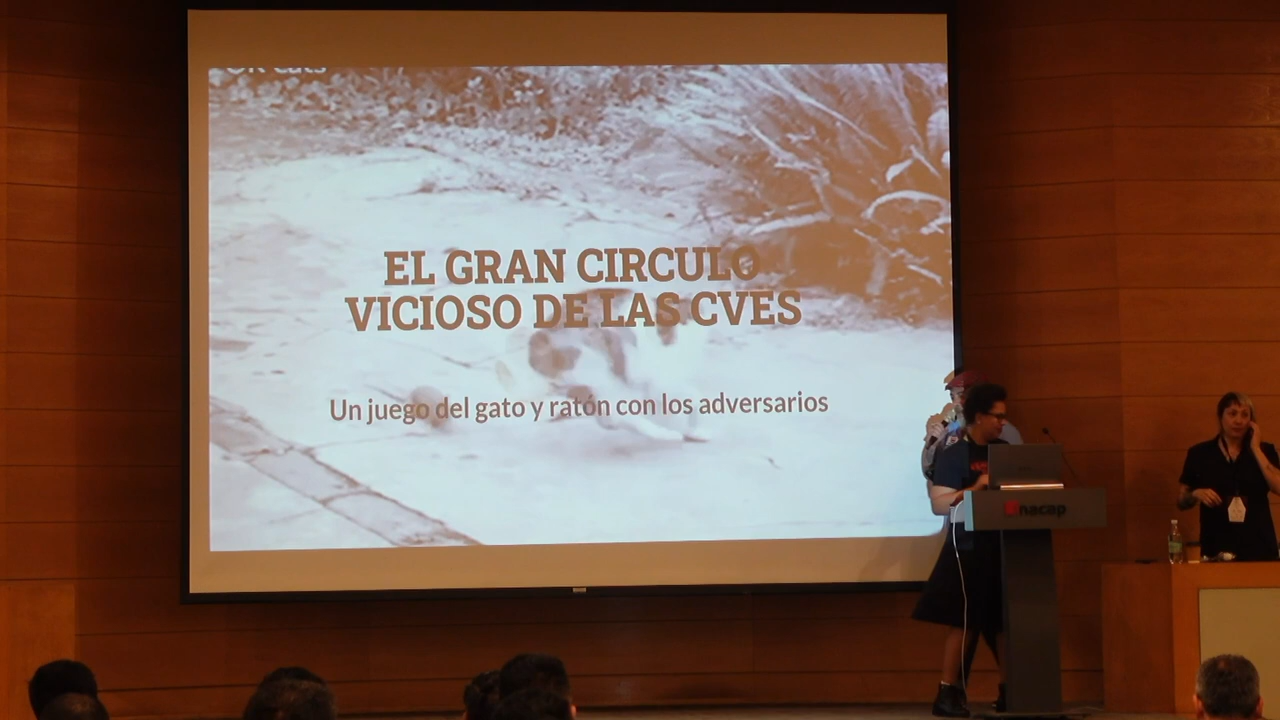 EL GRAN CIRCULO
VICIOSO DE LAS CVES
Un juego del gato y ratón con los adversarios
inacap